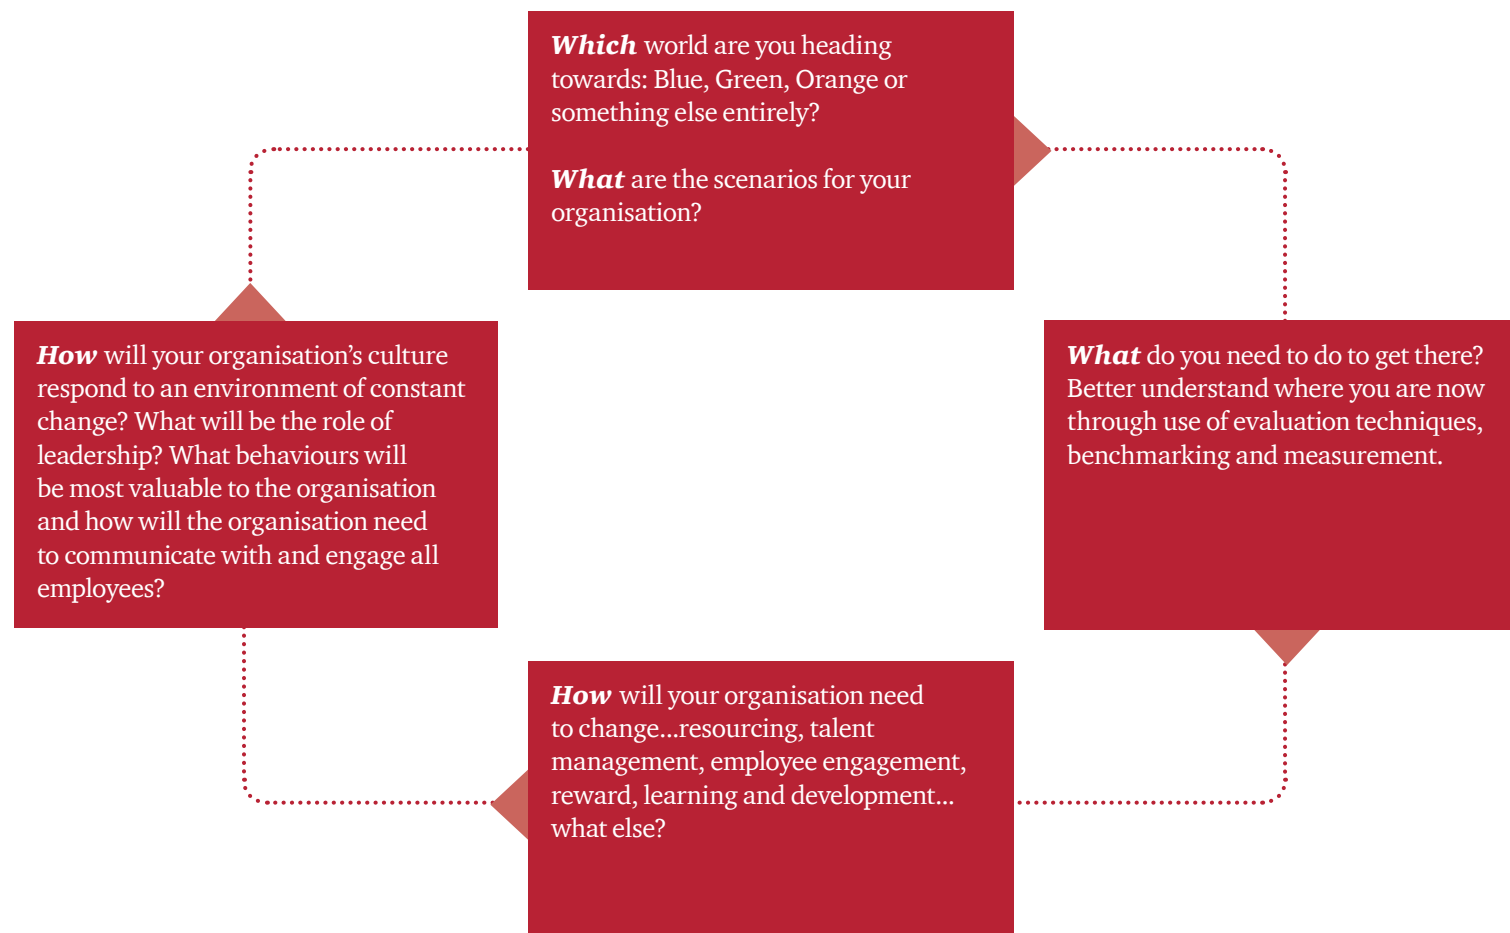 Which world are you heading
towards: Blue, Green, Orange or
something else entirely?
What are the scenarios for your
organisation?
What do you need to do to get there?
Better understand where you are now
through use of evaluation techniques,
benchmarking and measurement.
How will your organisation need
to change...resourcing, talent
management, employee engagement,
reward, learning and development...
what else?
How will your organisation’s culture
respond to an environment of constant
change? What will be the role of
leadership? What behaviours will
be most valuable to the organisation
and how will the organisation need
to communicate with and engage all
employees?